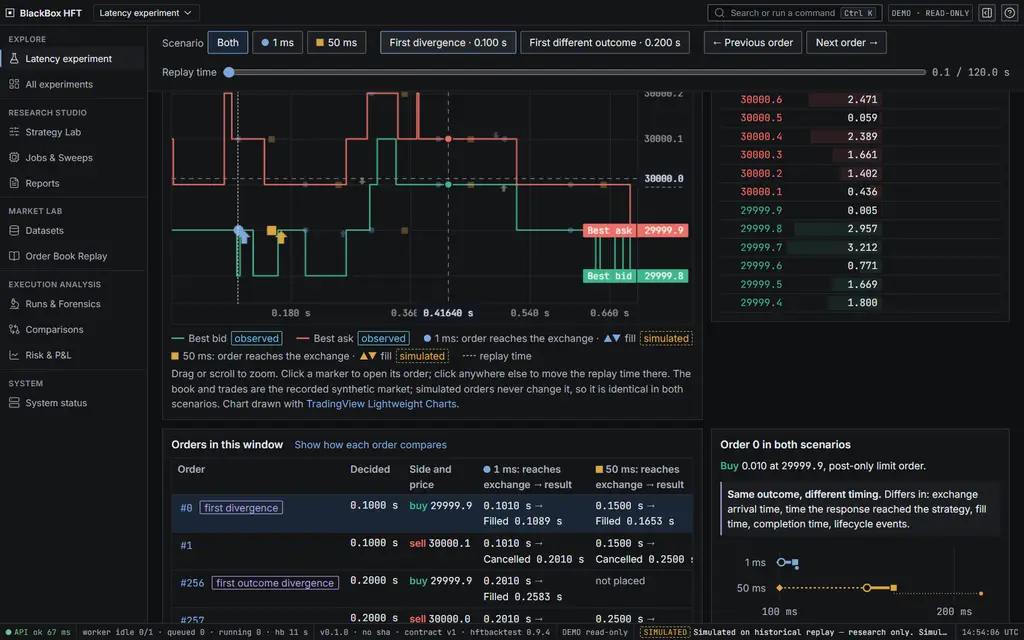 BlackBox HFT
Latency experiment
Search or run a command Ctrl K
DEMO · READ-ONLY
EXPLORE
Latency experiment
All experiments
RESEARCH STUDIO
Strategy Lab
Jobs & Sweeps
Reports
MARKET LAB
Datasets
Order Book Replay
EXECUTION ANALYSIS
Runs & Forensics
Comparisons
Risk & P&L
SYSTEM
System status
Scenario Both 1 ms 50 ms First divergence · 0.100 s First different outcome · 0.200 s ← Previous order Next order →
Replay time 0.1 / 120.0 s
30000.2
30000.1
30000.0
Best ask 29999.9
Best bid 29999.8
0.180 s 0.36 0.41640 s 0.540 s 0.660 s
Best bid observed Best ask observed 1 ms: order reaches the exchange · ▲▼ fill simulated
50 ms: order reaches the exchange · ▲▼ fill simulated ---- replay time
Drag or scroll to zoom. Click a marker to open its order; click anywhere else to move the replay time there. The
book and trades are the recorded synthetic market; simulated orders never change it, so it is identical in both
scenarios. Chart drawn with TradingView Lightweight Charts.
30000.6 2.471
30000.5 0.059
30000.4 2.389
30000.3 1.661
30000.2 1.402
30000.1 0.436
29999.9 0.005
29999.8 2.957
29999.7 3.212
29999.6 0.771
29999.5 1.669
29999.4 1.800
Orders in this window Show how each order compares
Order Decided Side and price 1 ms: reaches exchange → result 50 ms: reaches exchange → result
#0 first divergence 0.1000 s buy 29999.9 0.1010 s → Filled 0.1089 s 0.1500 s → Filled 0.1653 s
#1 0.1000 s sell 30000.1 0.1010 s → Cancelled 0.2010 s 0.1500 s → Cancelled 0.2500 s
#256 first outcome divergence 0.2000 s buy 29999.9 0.2010 s → Filled 0.2583 s not placed
#257 0.2000 s sell 30000.0 0.2010 s → 0.2500 s →
Order 0 in both scenarios
Buy 0.010 at 29999.9, post-only limit order.
Same outcome, different timing. Differs in: exchange
arrival time, time the response reached the strategy, fill
time, completion time, lifecycle events.
1 ms
50 ms
100 ms 200 ms
API ok 67 ms worker idle 0/1 · queued 0 · running 0 · hb 11 s v0.1.0 · no sha · contract v1 · hftbacktest 0.9.4 DEMO read-only SIMULATED Simulated on historical replay — research only. Simul… 14:54:06 UTC